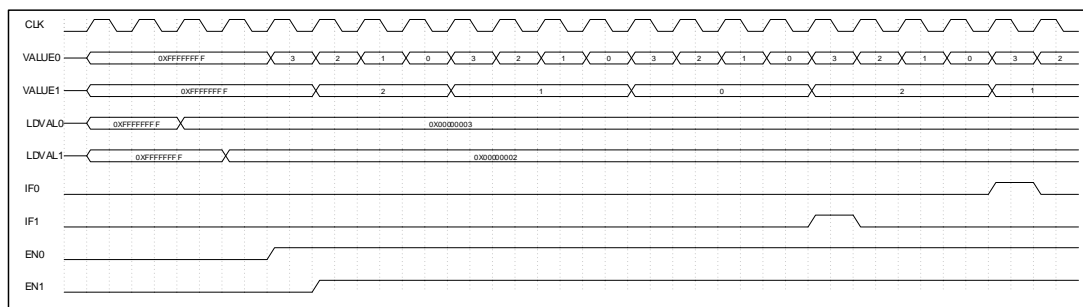 CLK
VALUE0 0XFFFFFFFF 3 2 1 0 3 2 1 0 3 2 1 0 3 2 1 0 3 2
VALUE1 0XFFFFFFFF 2 1 0 2 1
LDVAL0 0XFFFFFFFF 0X00000003
LDVAL1 0XFFFFFFFF 0X00000002
IF0
IF1
EN0
EN1